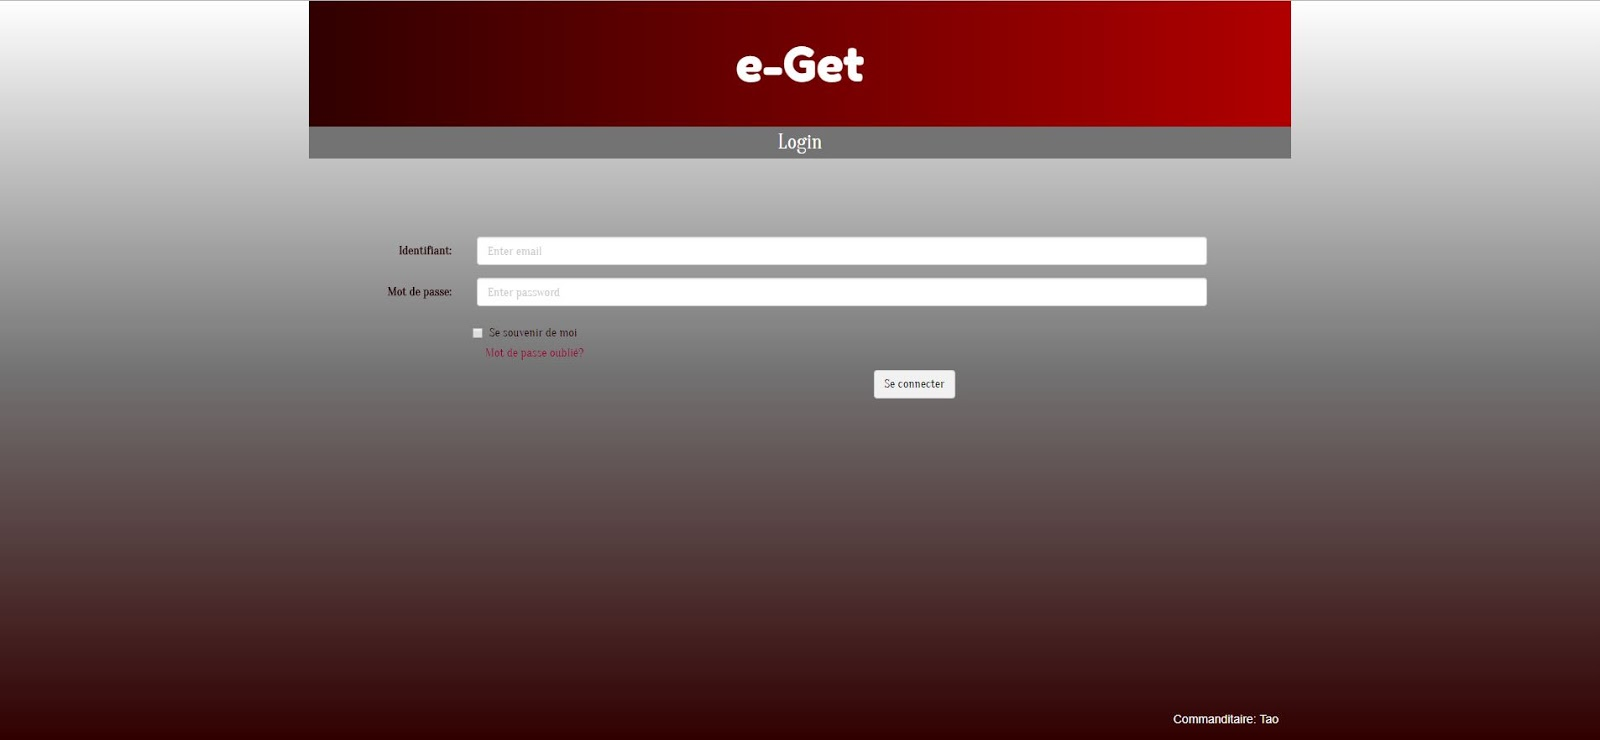 e-Get
Login
Identifiant:
Enter email
Mot de passe:
Enter password
Se souvenir de moi
Mot de passe oublié?
Se connecter
Commanditaire: Tao